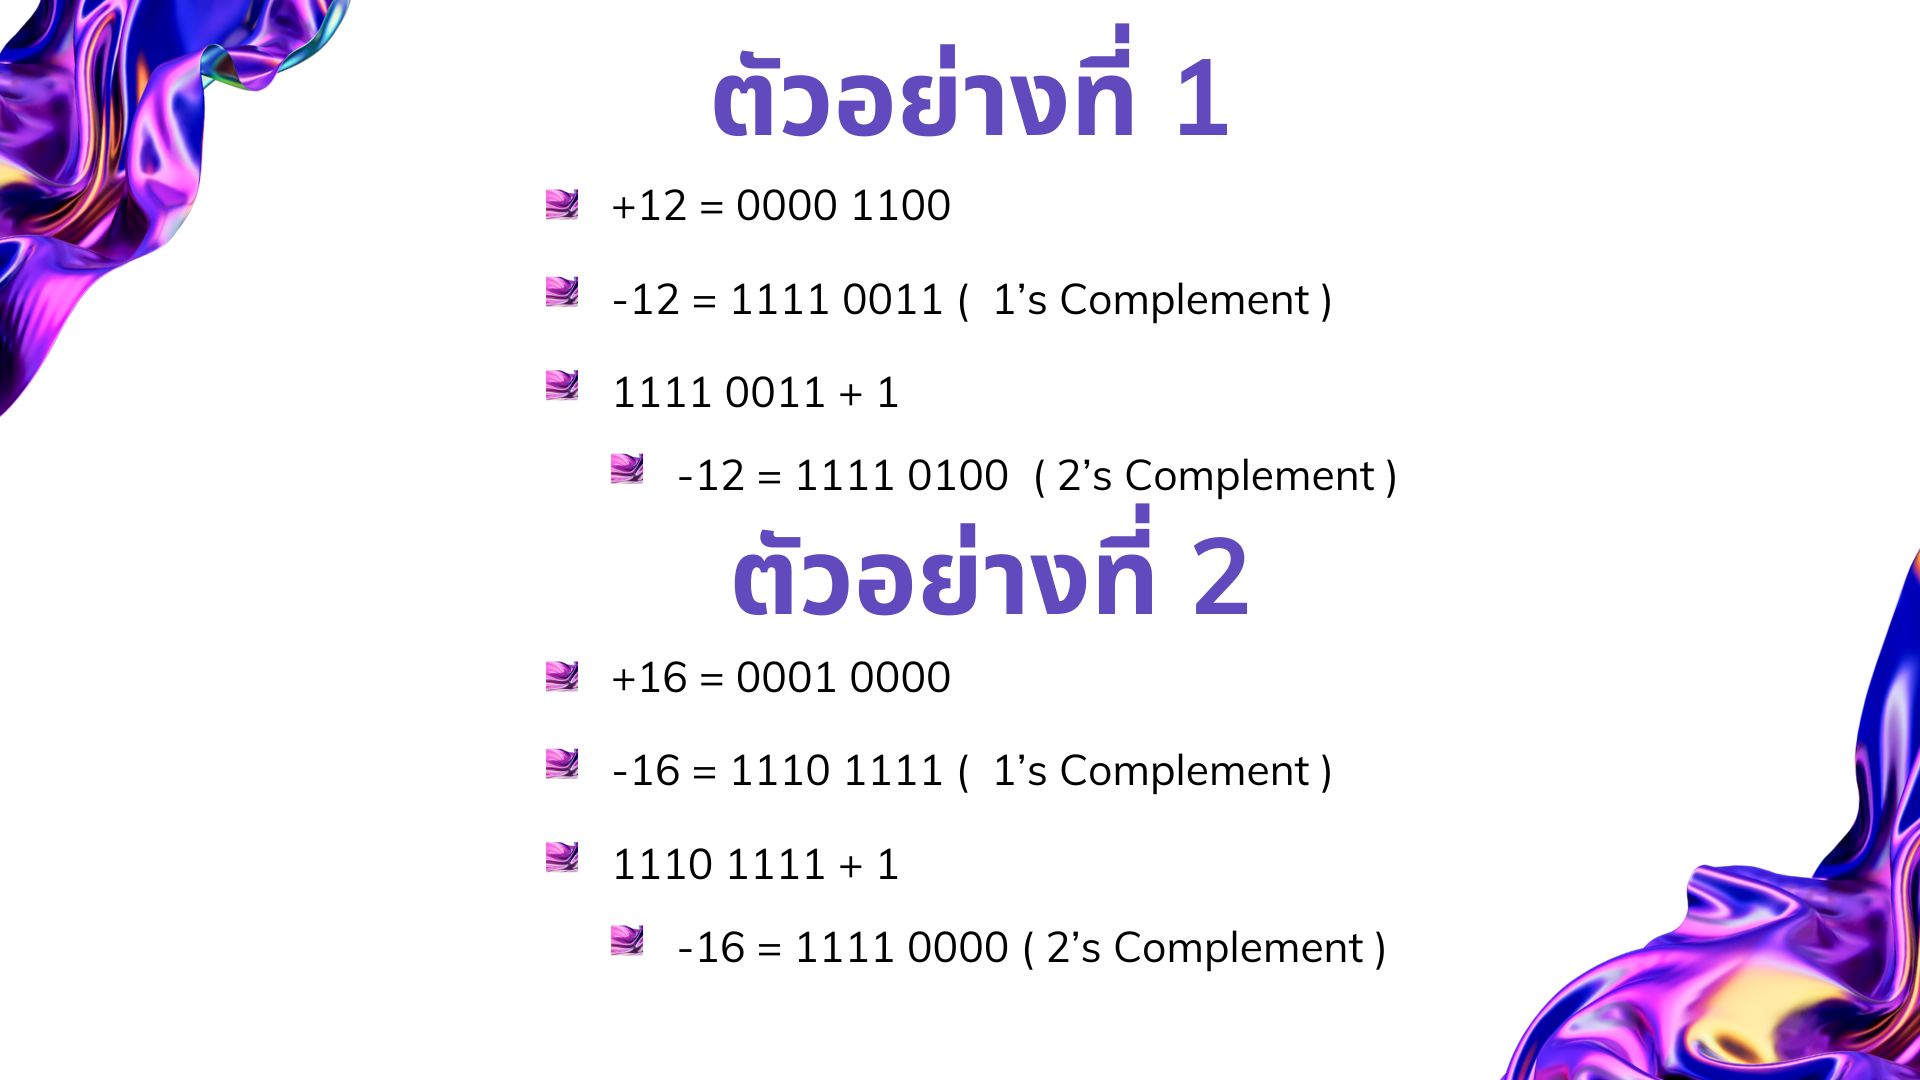 ตัวอย่างที่ 1
+12 = 0000 1100
-12 = 1111 0011 ( 1’s Complement )
1111 0011 + 1
-12 = 1111 0100 ( 2’s Complement )
ตัวอย่างที่ 2
+16 = 0001 0000
-16 = 1110 1111 ( 1’s Complement )
1110 1111 + 1
-16 = 1111 0000 ( 2’s Complement )